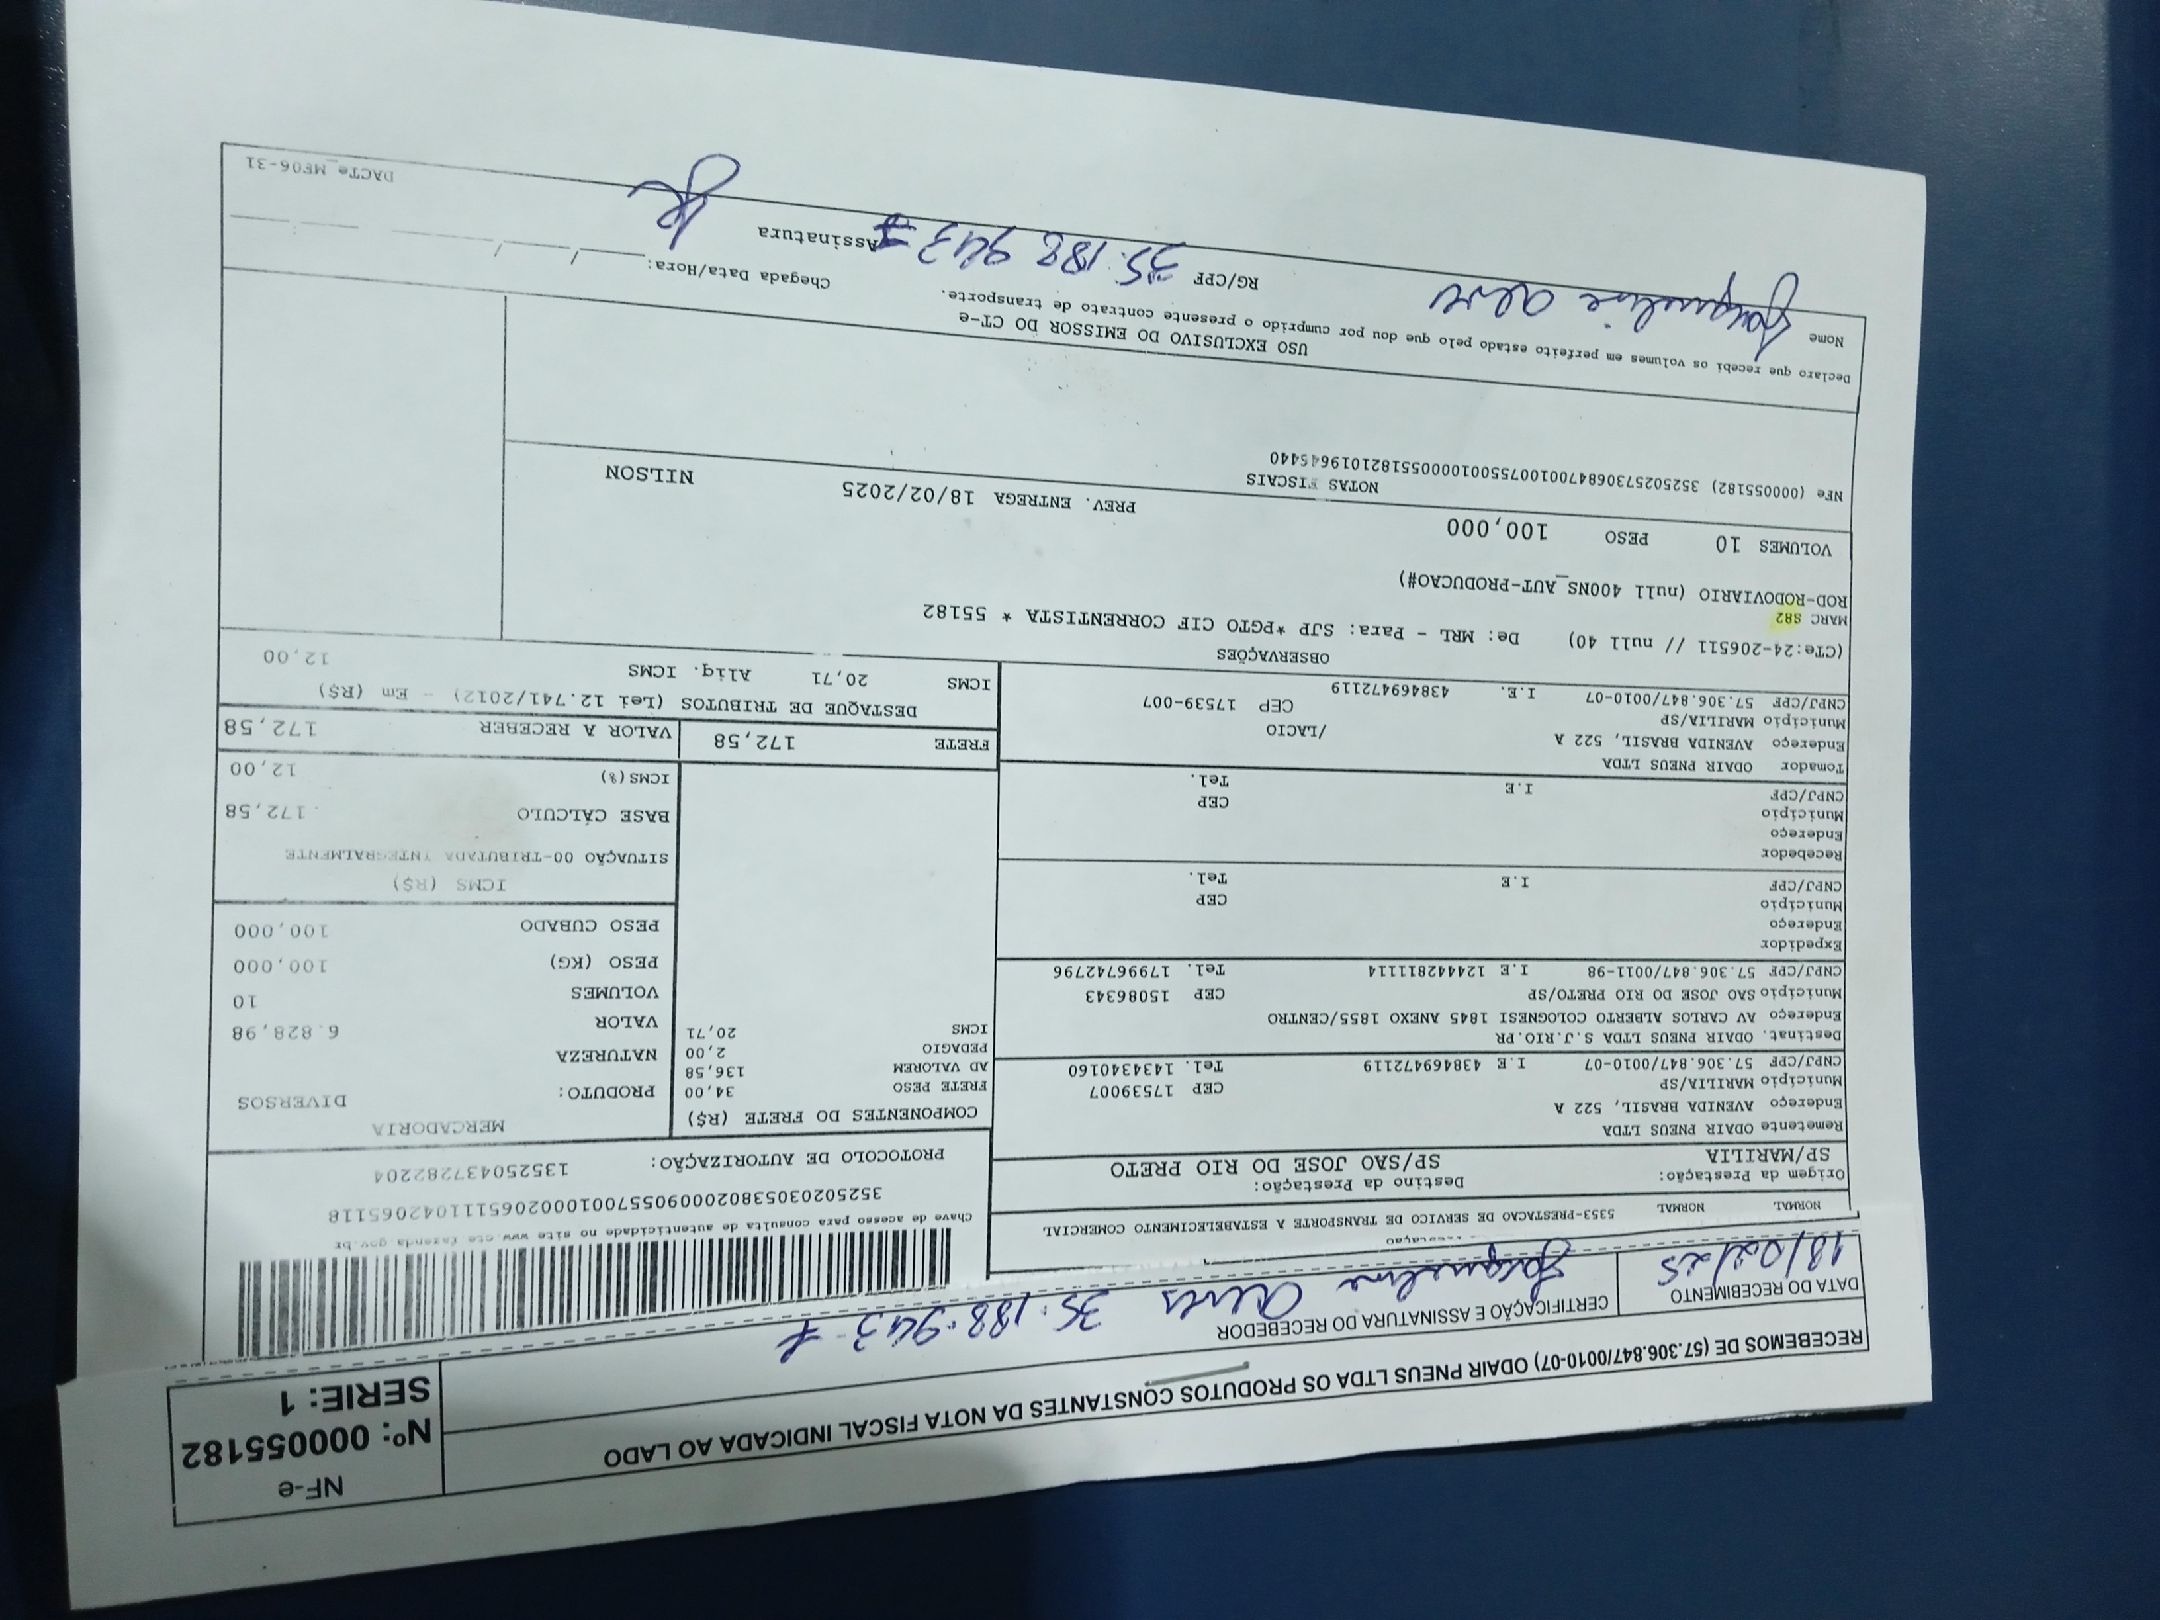 RECEBEMOS DE (57.306.847/0010-07) ODAIR PNEUS LTDA OS PRODUTOS CONSTANTES DA NOTA FISCAL INDICADA AO LADO
DATA DO RECEBIMENTO
18/02/25
CERTIFICAÇÃO E ASSINATURA DO RECEBEDOR
Jaqueline Alves 35.188.943-7
NF-e
Nº: 000055182
SERIE: 1
NORMAL NORMAL 5353-PRESTACAO DE SERVICO DE TRANSPORTE A ESTABELECIMENTO COMERCIAL
Origem da Prestação: Destino da Prestação:
SP/MARILIA SP/SAO JOSE DO RIO PRETO
Chave de acesso para consulta de autenticidade no site www.cte.fazenda.gov.br
PROTOCOLO DE AUTORIZAÇÃO: 135250437282204
Remetente ODAIR PNEUS LTDA
Endereço AVENIDA BRASIL, 522 A
Município MARILIA/SP CEP 17539007
CNPJ/CPF 57.306.847/0010-07 I.E 438469472119 Tel. 1434340160
Destinat. ODAIR PNEUS LTDA S.J.RIO.PR
Endereço AV CARLOS ALBERTO COLOGNESI 1845 ANEXO 1855/CENTRO
Município SAO JOSE DO RIO PRETO/SP CEP 15086343
CNPJ/CPF 57.306.847/0011-98 I.E 124442811114 Tel. 17996742796
Expedidor
Endereço
Município CEP
CNPJ/CPF I.E Tel.
Recebedor
Endereço
Município CEP
CNPJ/CPF I.E Tel.
Tomador ODAIR PNEUS LTDA
Endereço AVENIDA BRASIL, 522 A /LACIO
Município MARILIA/SP CEP 17539-007
CNPJ/CPF 57.306.847/0010-07 I.E. 438469472119
COMPONENTES DO FRETE (R$)
FRETE PESO 34,00
AD VALOREM 136,58
PEDAGIO 2,00
ICMS 20,71
FRETE 172,58
MERCADORIA
PRODUTO: DIVERSOS
NATUREZA
VALOR 6.828,98
VOLUMES 10
PESO (KG) 100,000
PESO CUBADO 100,000
ICMS (R$)
SITUAÇÃO 00-TRIBUTADA INTEGRALMENTE
BASE CÁLCULO 172,58
ICMS (%) 12,00
VALOR A RECEBER 172,58
DESTAQUE DE TRIBUTOS (Lei 12.741/2012) - Em (R$)
ICMS 20,71 Aliq. ICMS 12,00
OBSERVAÇÕES
(CTe:24-206511 // null 40) De: MRL - Para: SJP *PGTO CIF CORRENTISTA * 55182
MARC S82
ROD-RODOVIARIO (null 400NS_AUT-PRODUCAO#)
VOLUMES 10 PESO 100,000 PREV. ENTREGA 18/02/2025 NILSON
NOTAS FISCAIS
NFe (000055182)
USO EXCLUSIVO DO EMISSOR DO CT-e
Declaro que recebi os volumes em perfeito estado pelo que dou por cumprido o presente contrato de transporte.
Chegada Data/Hora: ___/___/___ ___:___
Nome Jaqueline Alves RG/CPF 35.188.943-7 Assinatura
DACTe_MF06-31